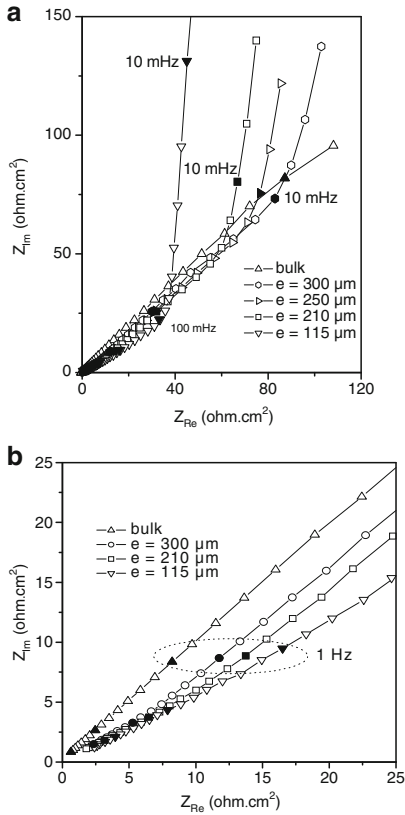 a
150
100
50
0
Z_Im (ohm.cm²)
10 mHz
10 mHz
10 mHz
100 mHz
bulk
e = 300 µm
e = 250 µm
e = 210 µm
e = 115 µm
0 40 80 120
Z_Re (ohm.cm²)
b
25
20
15
10
5
0
Z_Im (ohm.cm²)
bulk
e = 300 µm
e = 210 µm
e = 115 µm
1 Hz
0 5 10 15 20 25
Z_Re (ohm.cm²)